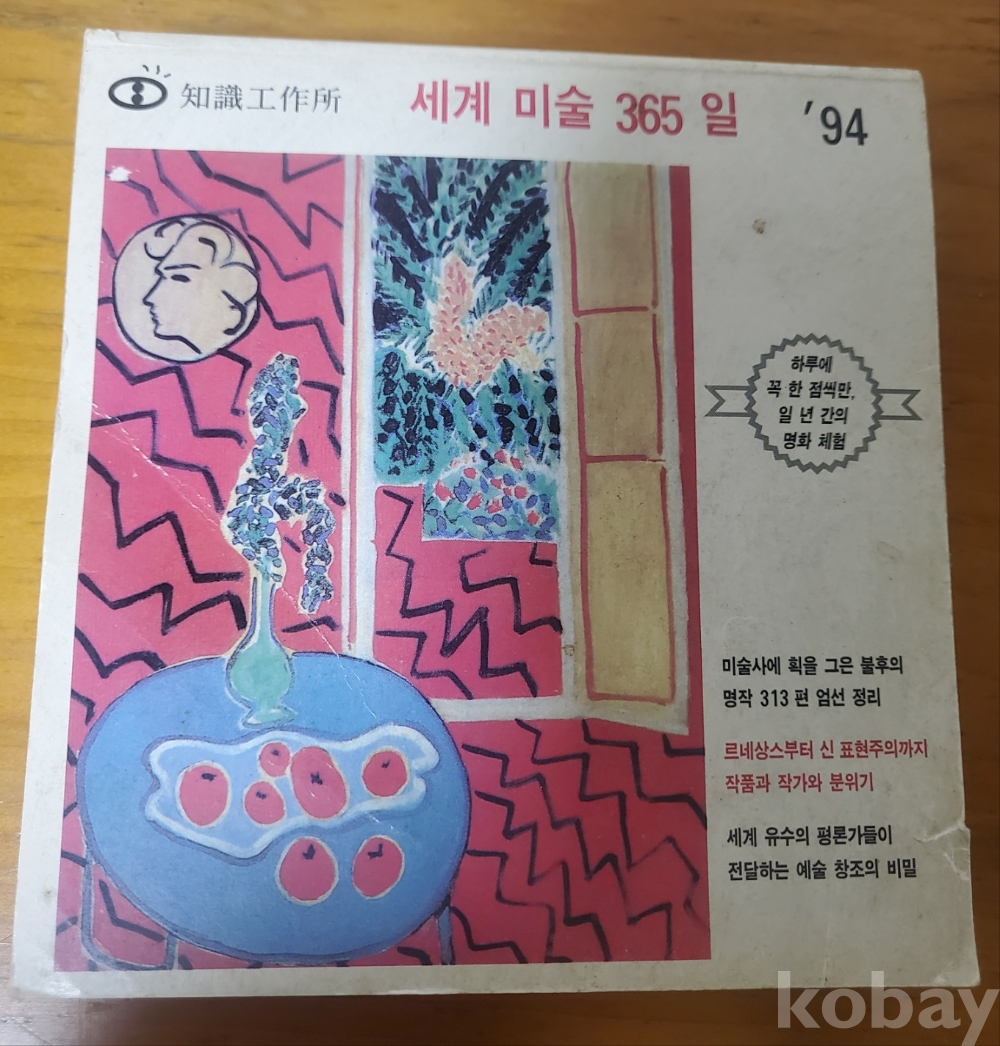 知識工作所
세계 미술 365 일
'94
하루에
꼭 한 점씩만,
일 년 간의
명화 체험
미술사에 획을 그은 불후의
명작 313 편 엄선 정리
르네상스부터 신 표현주의까지
작품과 작가와 분위기
세계 유수의 평론가들이
전달하는 예술 창조의 비밀
kobay